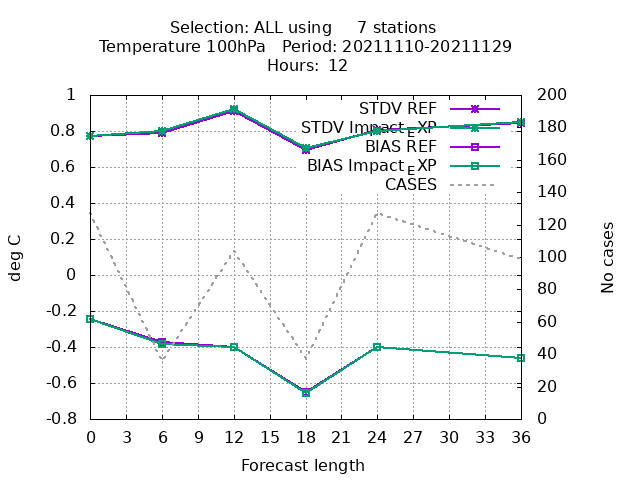 Selection: ALL using 7 stations
Temperature 100hPa Period: 20211110-20211129
Hours: 12
1
0.8
0.6
0.4
0.2
0
-0.2
-0.4
-0.6
-0.8
deg C
STDV REF
STDV Impact_EXP
BIAS REF
BIAS Impact_EXP
CASES
200
180
160
140
120
100
80
60
40
20
0
No cases
0 3 6 9 12 15 18 21 24 27 30 33 36
Forecast length